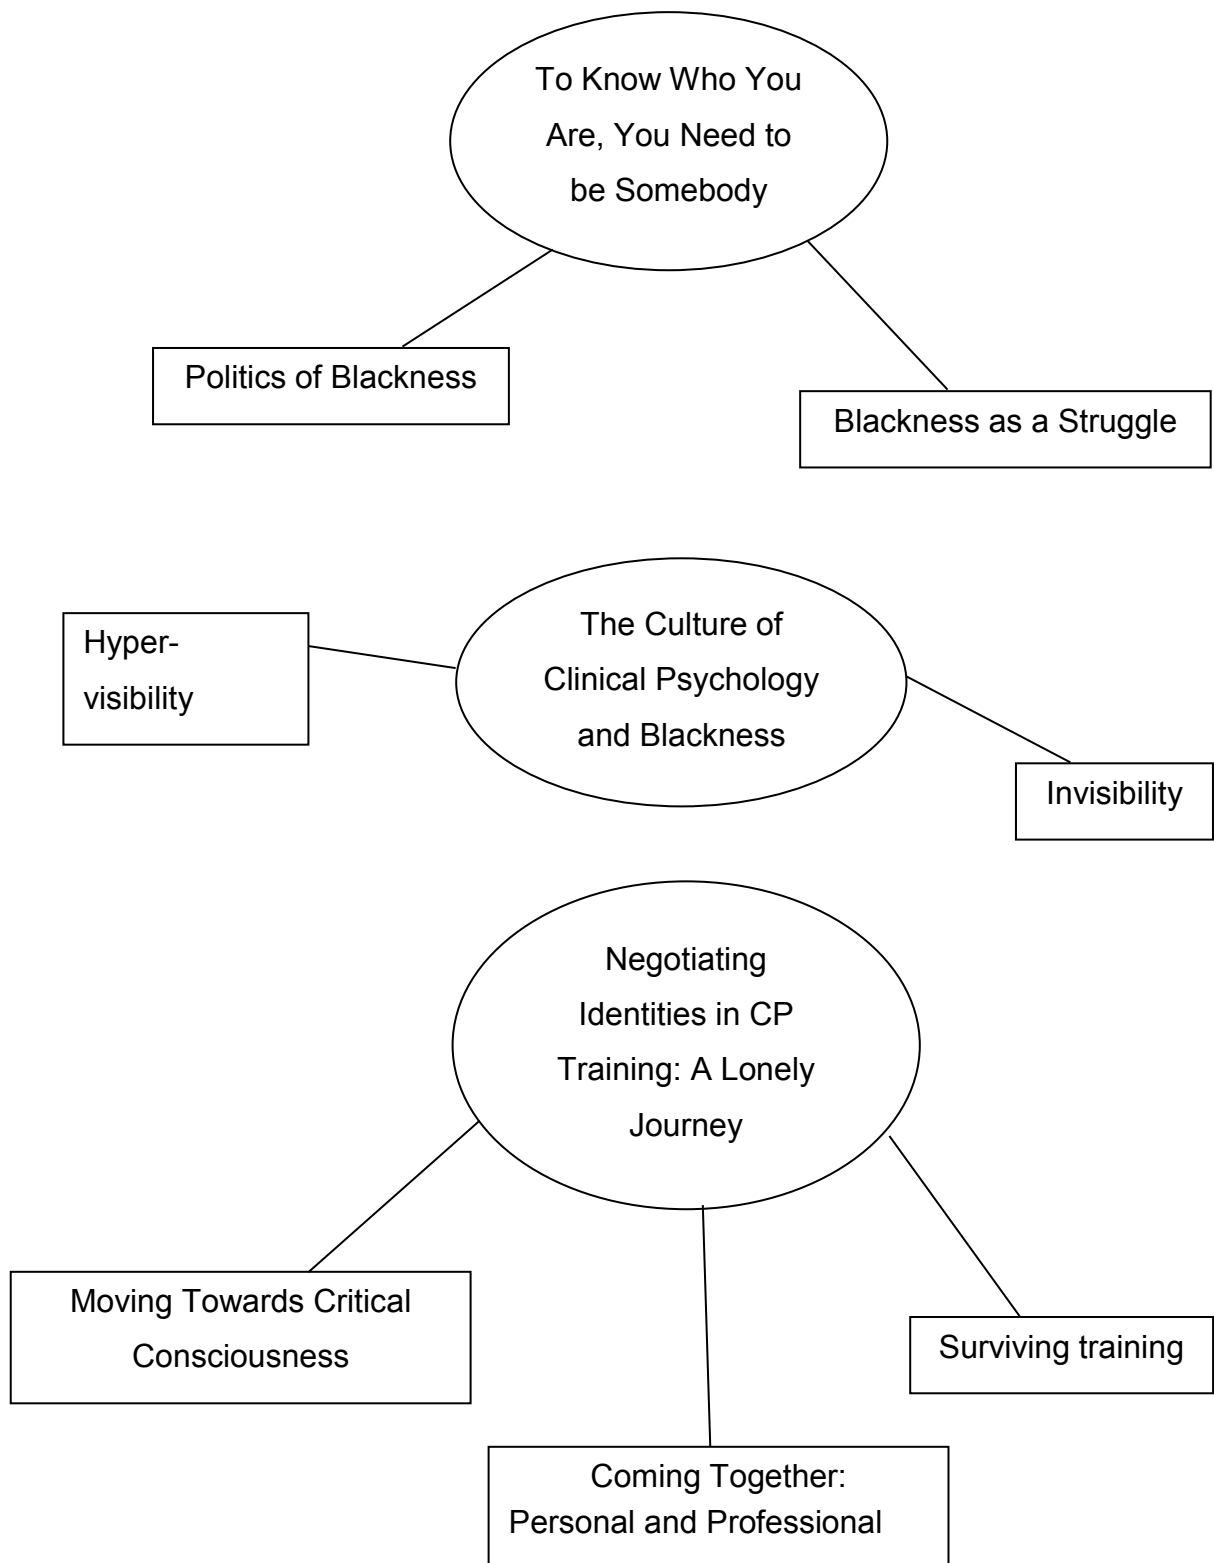 To Know Who You
Are, You Need to
be Somebody
Politics of Blackness
Blackness as a Struggle
Hyper-
visibility
The Culture of
Clinical Psychology
and Blackness
Invisibility
Negotiating
Identities in CP
Training: A Lonely
Journey
Moving Towards Critical
Consciousness
Surviving training
Coming Together:
Personal and Professional